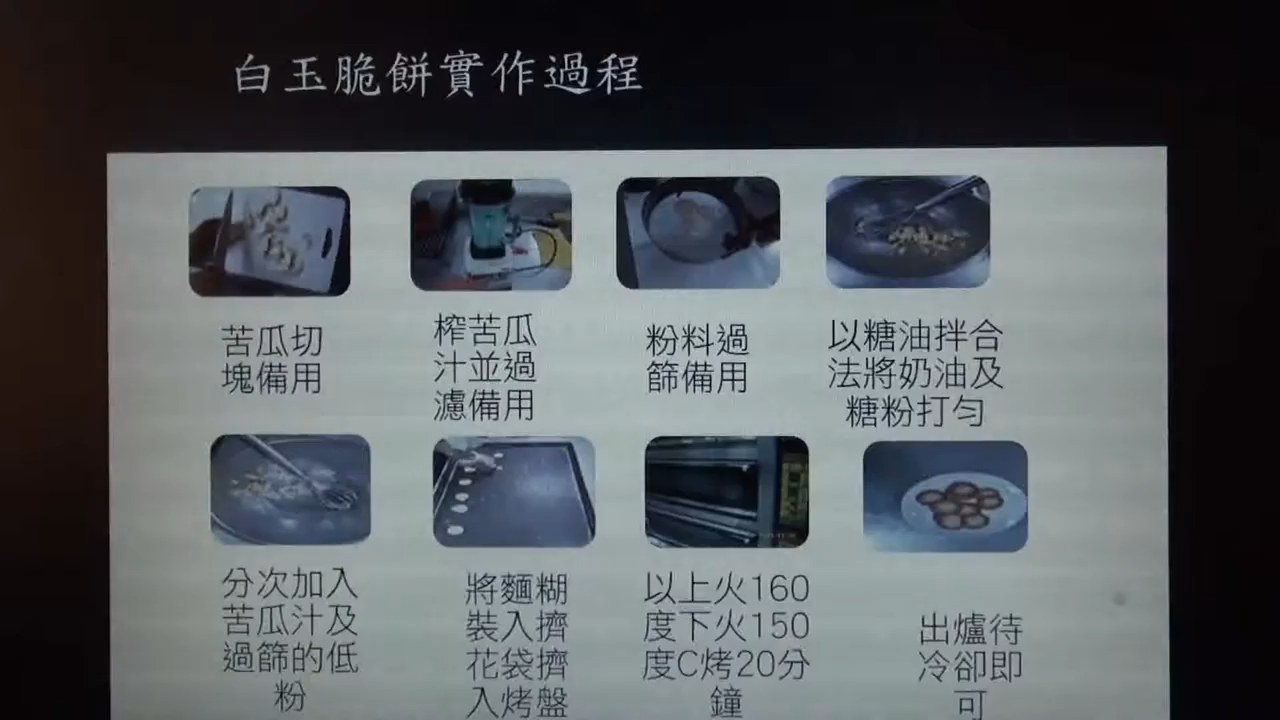 白玉脆餅實作過程
苦瓜切
塊備用
榨苦瓜
汁並過
濾備用
粉料過
篩備用
以糖油拌合
法將奶油及
糖粉打勻
分次加入
苦瓜汁及
過篩的低
粉
將麵糊
裝入擠
花袋擠
入烤盤
以上火160
度下火150
度C烤20分
鐘
出爐待
冷卻即
可